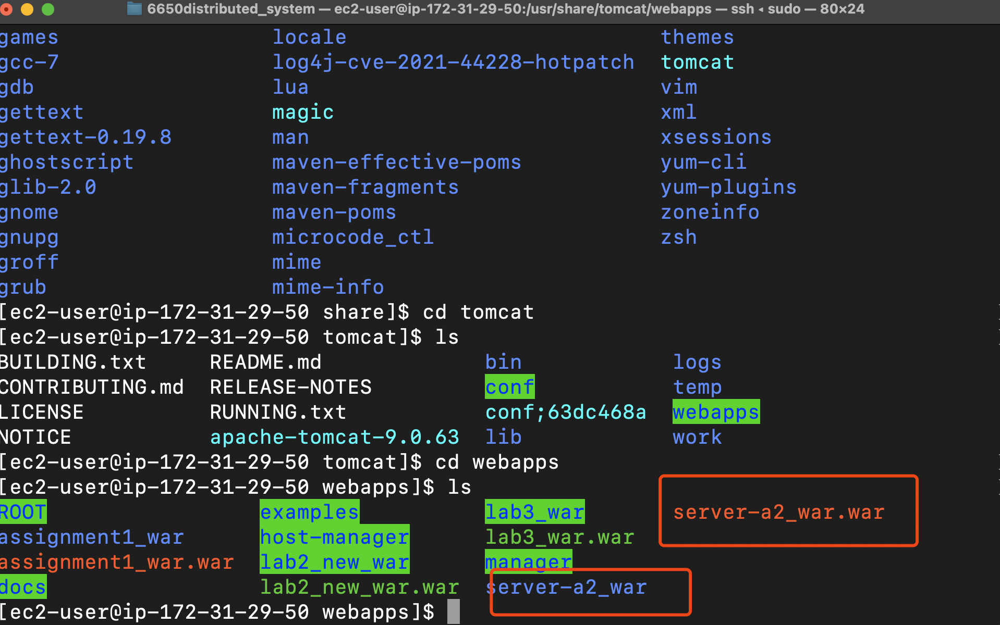 6650distributed_system — ec2-user@ip-172-31-29-50:/usr/share/tomcat/webapps — ssh ◂ sudo — 80×24
games locale themes
gcc-7 log4j-cve-2021-44228-hotpatch tomcat
gdb lua vim
gettext magic xml
gettext-0.19.8 man xsessions
ghostscript maven-effective-poms yum-cli
glib-2.0 maven-fragments yum-plugins
gnome maven-poms zoneinfo
gnupg microcode_ctl zsh
groff mime
grub mime-info
[ec2-user@ip-172-31-29-50 share]$ cd tomcat
[ec2-user@ip-172-31-29-50 tomcat]$ ls
BUILDING.txt README.md bin logs
CONTRIBUTING.md RELEASE-NOTES conf temp
LICENSE RUNNING.txt conf;63dc468a webapps
NOTICE apache-tomcat-9.0.63 lib work
[ec2-user@ip-172-31-29-50 tomcat]$ cd webapps
[ec2-user@ip-172-31-29-50 webapps]$ ls
ROOT examples lab3_war server-a2_war.war
assignment1_war host-manager lab3_war.war
assignment1_war.war lab2_new_war manager
docs lab2_new_war.war server-a2_war
[ec2-user@ip-172-31-29-50 webapps]$